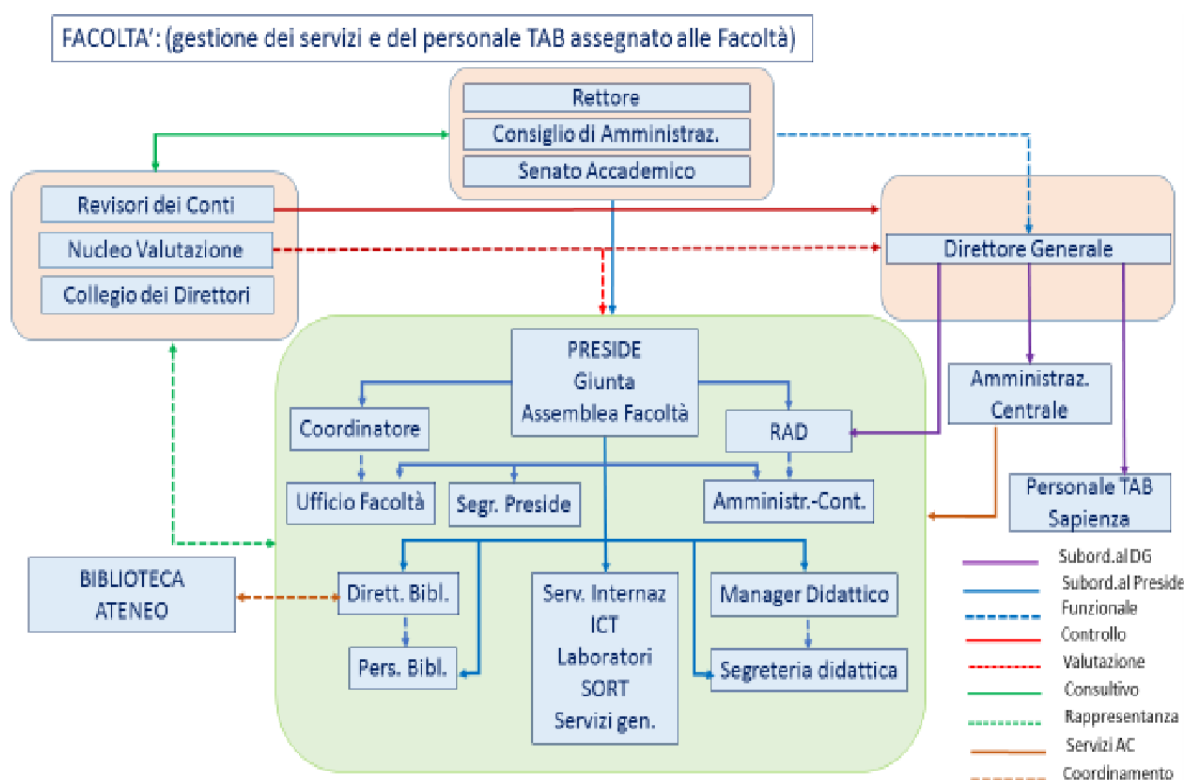 FACOLTA': (gestione dei servizi e del personale TAB assegnato alle Facoltà)
Rettore
Consiglio di Amministraz.
Senato Accademico
Revisori dei Conti
Nucleo Valutazione
Collegio dei Direttori
Direttore Generale
PRESIDE
Giunta
Assemblea Facoltà
Coordinatore
RAD
Amministraz.
Centrale
Ufficio Facoltà
Segr. Preside
Amministr.-Cont.
Personale TAB
Sapienza
BIBLIOTECA
ATENEO
Dirett. Bibl.
Pers. Bibl.
Serv. Internaz
ICT
Laboratori
SORT
Servizi gen.
Manager Didattico
Segreteria didattica
Subord.al DG
Subord.al Preside
Funzionale
Controllo
Valutazione
Consultivo
Rappresentanza
Servizi AC
Coordinamento